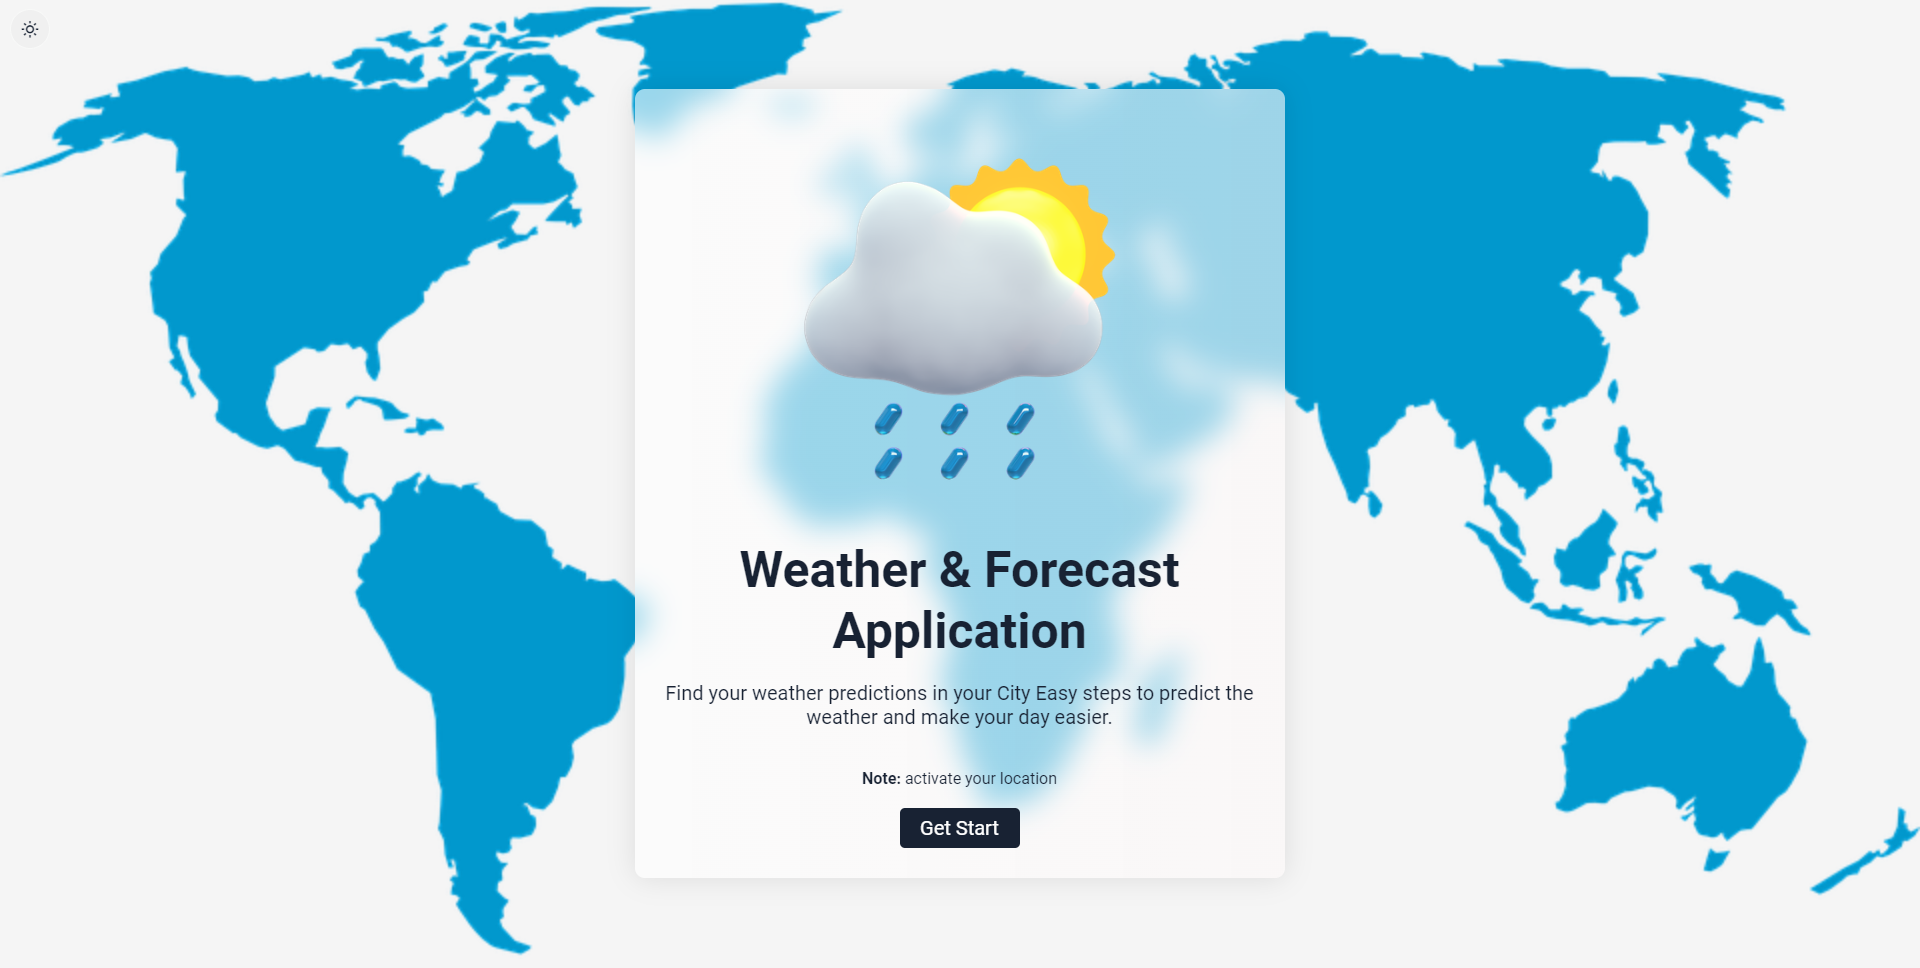 Weather & Forecast
Application
Find your weather predictions in your City Easy steps to predict the
weather and make your day easier.
Note: activate your location
Get Start